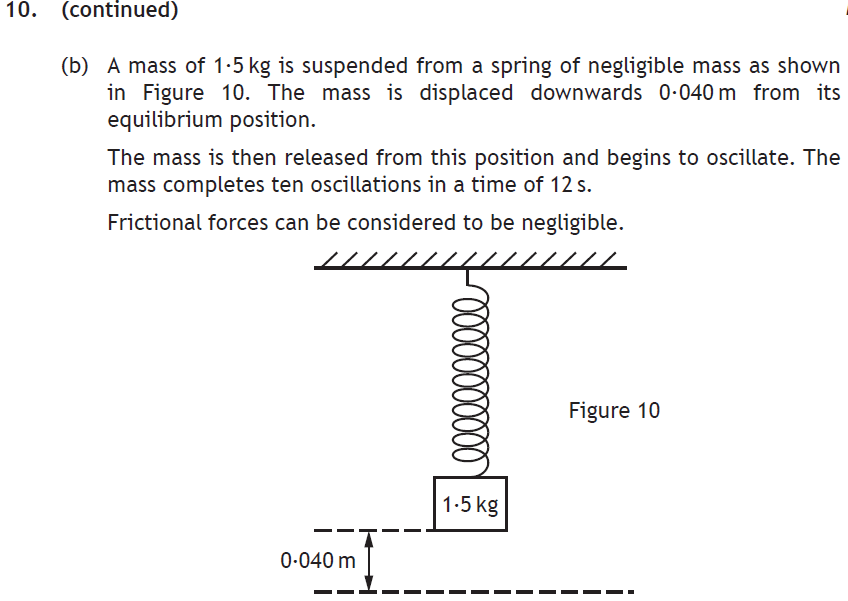 10. (continued)
(b) A mass of 1·5 kg is suspended from a spring of negligible mass as shown
in Figure 10. The mass is displaced downwards 0·040 m from its
equilibrium position.
The mass is then released from this position and begins to oscillate. The
mass completes ten oscillations in a time of 12 s.
Frictional forces can be considered to be negligible.
Figure 10
1·5 kg
0·040 m